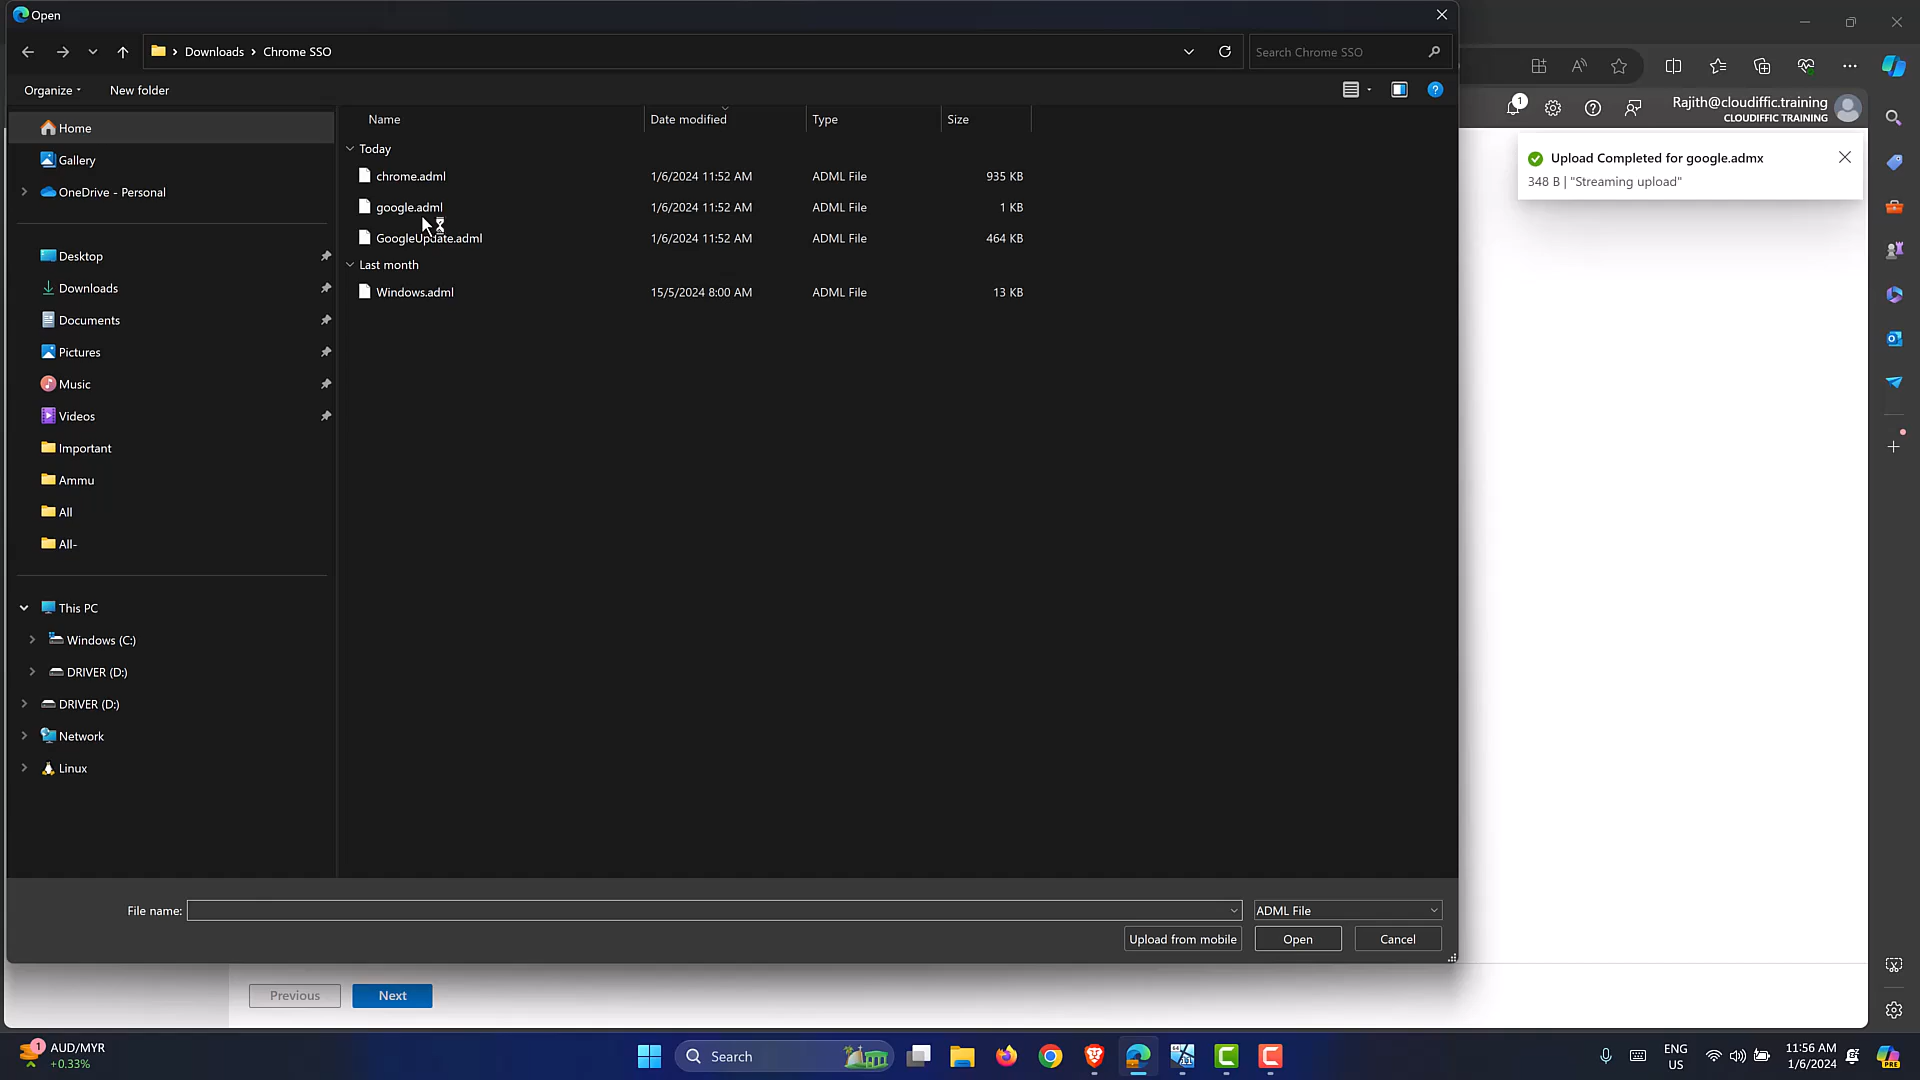 Open
Downloads > Chrome SSO
Search Chrome SSO
Organize
New folder
Rajith@cloudiffic.training
CLOUDIFFIC TRAINING
1
Upload Completed for google.admx
348 B | "Streaming upload"
Home
Gallery
OneDrive - Personal
Desktop
Downloads
Documents
Pictures
Music
Videos
Important
Ammu
All
All-
This PC
Windows (C:)
DRIVER (D:)
DRIVER (D:)
Network
Linux
Name Date modified Type Size
Today
chrome.adml 1/6/2024 11:52 AM ADML File 935 KB
google.adml 1/6/2024 11:52 AM ADML File 1 KB
GoogleUpdate.adml 1/6/2024 11:52 AM ADML File 464 KB
Last month
Windows.adml 15/5/2024 8:00 AM ADML File 13 KB
File name:
ADML File
Upload from mobile
Open
Cancel
Previous
Next
1
AUD/MYR
+0.33%
Search
ENG
US
11:56 AM
1/6/2024
PRE